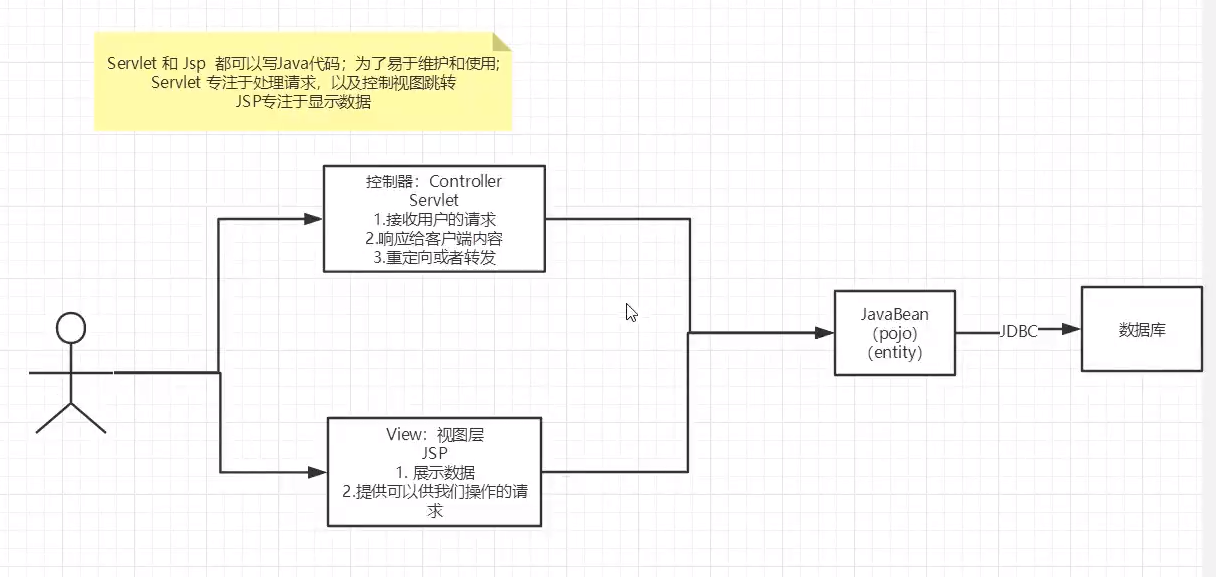 Servlet 和 Jsp 都可以写Java代码；为了易于维护和使用;
Servlet 专注于处理请求，以及控制视图跳转
JSP专注于显示数据
控制器：Controller
Servlet
1.接收用户的请求
2.响应给客户端内容
3.重定向或者转发
JavaBean
（pojo）
（entity）
JDBC
数据库
View：视图层
JSP
1. 展示数据
2.提供可以供我们操作的请
求